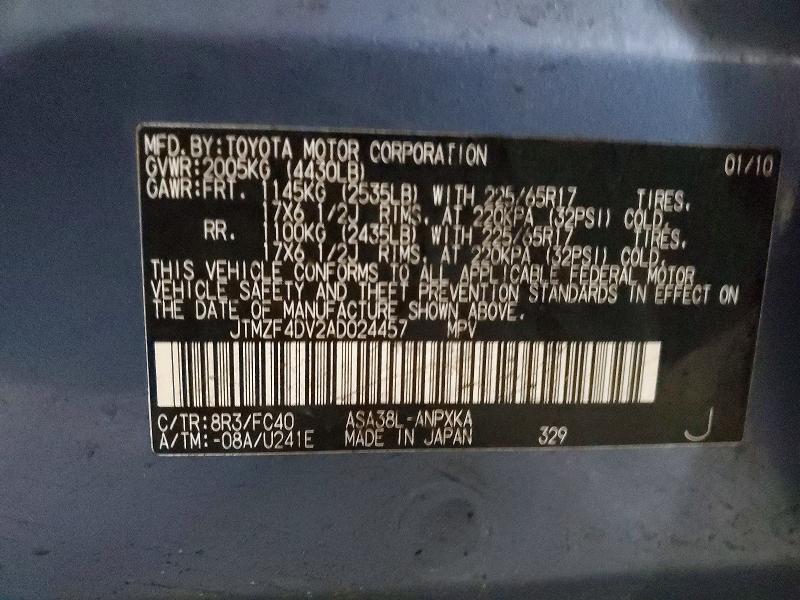 MFD. BY: TOYOTA MOTOR CORPORATION 01/10
GVWR: 2005KG (4430LB)
GAWR: FRT. 1145KG (2535LB) WITH 225/65R17 TIRES,
17X6 1/2J RIMS, AT 220KPA (32PSI) COLD,
RR. 1100KG (2435LB) WITH 225/65R17 TIRES,
17X6 1/2J RIMS, AT 220KPA (32PSI) COLD.
THIS VEHICLE CONFORMS TO ALL APPLICABLE FEDERAL MOTOR
VEHICLE SAFETY AND THEFT PREVENTION STANDARDS IN EFFECT ON
THE DATE OF MANUFACTURE SHOWN ABOVE.
JTMZF4DV2AD024457 MPV
C/TR: 8R3/FC40 ASA38L-ANPXKA
A/TM: -08A/U241E MADE IN JAPAN 329 J